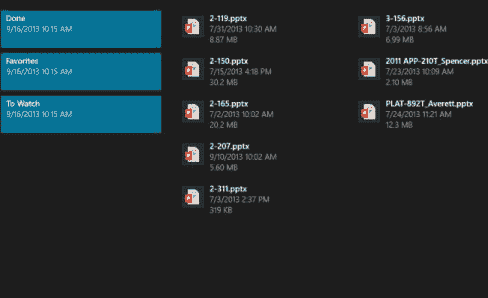 Done
9/16/2013 10:15 AM
Favorites
9/16/2013 10:15 AM
To Watch
9/16/2013 10:15 AM
2-119.pptx
7/31/2013 10:30 AM
8.87 MB
2-150.pptx
7/15/2013 4:18 PM
30.2 MB
2-165.pptx
7/2/2013 10:02 AM
20.2 MB
2-207.pptx
9/10/2013 10:02 AM
5.60 MB
2-311.pptx
7/3/2013 2:37 PM
319 KB
3-156.pptx
7/3/2013 8:56 AM
6.99 MB
2011 APP-210T_Spencer.pptx
7/23/2013 10:09 AM
2.10 MB
PLAT-892T_Averett.pptx
7/24/2013 11:21 AM
12.3 MB